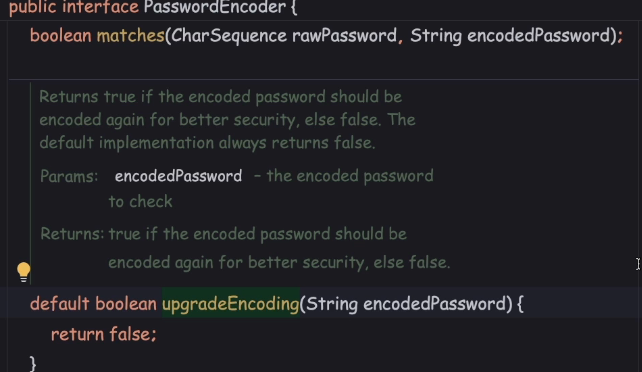 public interface PasswordEncoder {
boolean matches(CharSequence rawPassword, String encodedPassword);
Returns true if the encoded password should be
encoded again for better security, else false. The
default implementation always returns false.
Params: encodedPassword – the encoded password
to check
Returns: true if the encoded password should be
encoded again for better security, else false.
default boolean upgradeEncoding(String encodedPassword) {
return false;
}